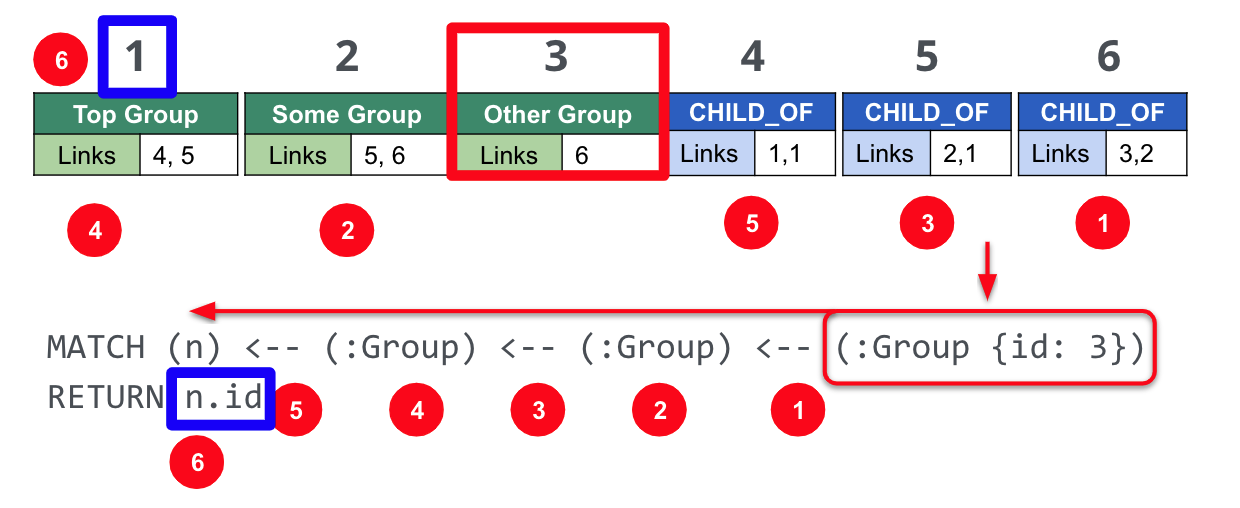 6 1 2 3 4 5 6
Top Group Some Group Other Group CHILD_OF CHILD_OF CHILD_OF
Links 4, 5 Links 5, 6 Links 6 Links 1,1 Links 2,1 Links 3,2
4 2 5 3 1
MATCH (n) <-- (:Group) <-- (:Group) <-- (:Group {id: 3})
RETURN n.id
5 4 3 2 1
6